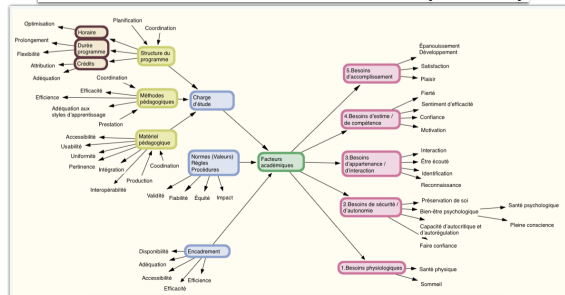 Planification
Coordination
Optimisation
Horaire
Prolongement
Durée
programme
Flexibilité
Crédits
Attribution
Adéquation
Structure du
programme
Coordination
Efficacité
Efficience
Méthodes
pédagogiques
Adéquation aux
styles d'apprentissage
Prestation
Charge
d'étude
Accessibilité
Matériel
pédagogique
Usabilité
Uniformité
Pertinence
Intégration
Coodination
Production
Interopérabilité
Normes (Valeurs)
Règles
Procédures
Validité
Fiabilité
Équité
Impact
Facteurs
académiques
Disponibilité
Encadrement
Adéquation
Accessibilité
Efficience
Efficacité
5.Besoins
d'accomplissement
Épanouissement
Développement
Satisfaction
Plaisir
4.Besoins d'estime /
de compétence
Fierté
Sentiment d'efficacité
Confiance
Motivation
3.Besoins
d'appartenance /
d'interaction
Interaction
Être écouté
Identification
Reconnaissance
2.Besoins de sécurité /
d'autonomie
Préservation de soi
Bien-être psychologique
Santé psychologique
Pleine conscience
Capacité d'autocritique et
d'autorégulation
Faire confiance
1.Besoins physiologiques
Santé physique
Sommeil